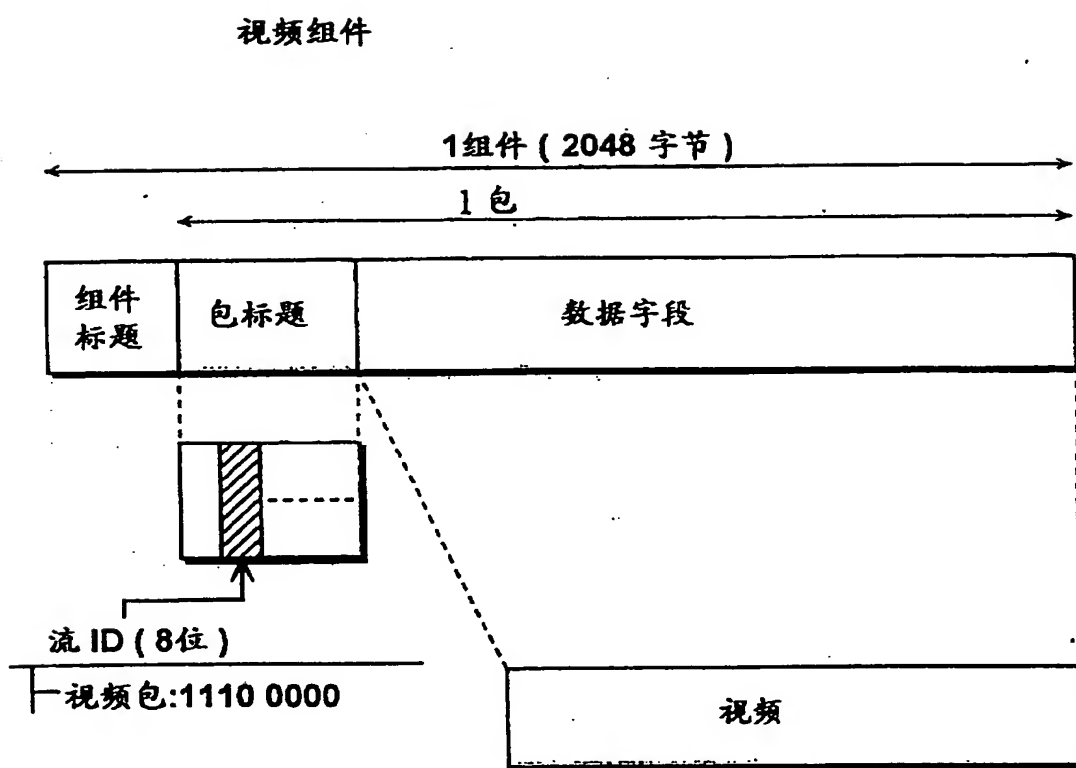 视频组件
1组件 ( 2048 字节 )
1 包
组件
标题
包标题
数据字段
流 ID ( 8位 )
视频包:1110 0000
视频